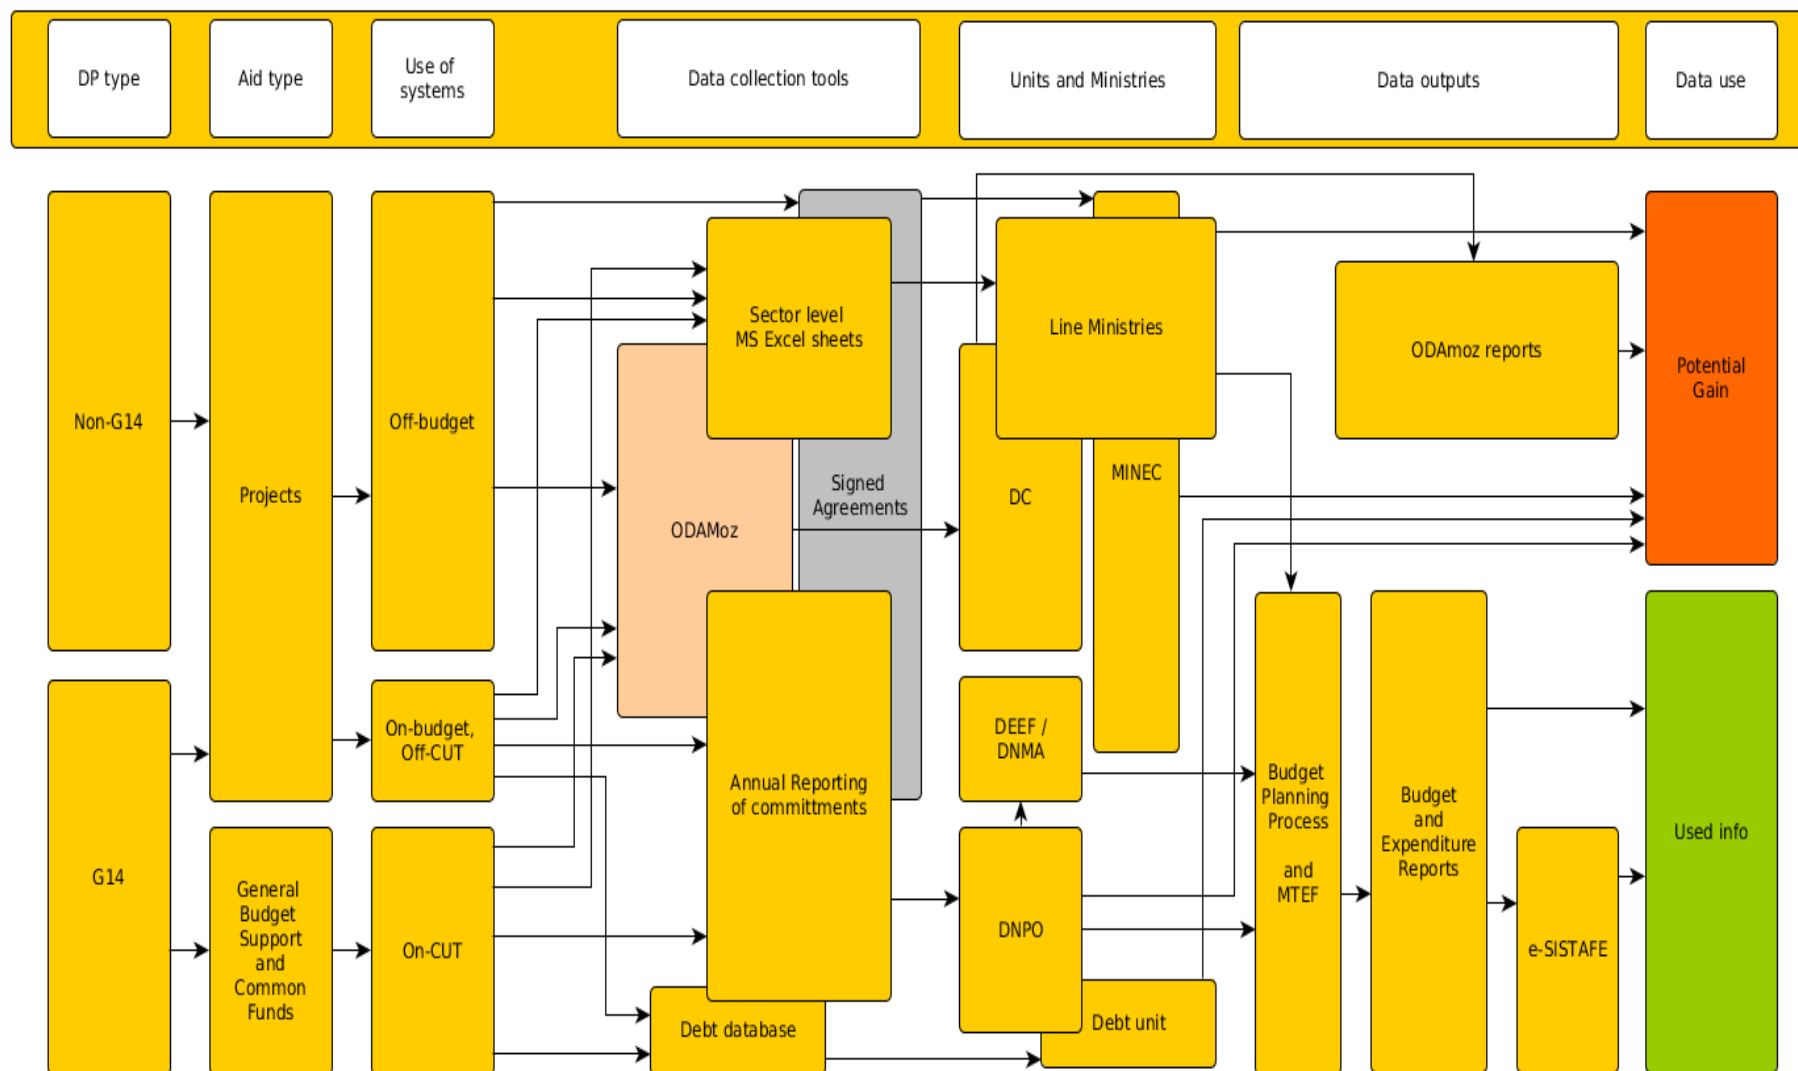 DP type
Aid type
Use of
systems
Data collection tools
Units and Ministries
Data outputs
Data use
Non-G14
G14
Projects
General
Budget
Support
and
Common
Funds
Off-budget
On-budget,
Off-CUT
On-CUT
Sector level
MS Excel sheets
ODAMoz
Signed
Agreements
Annual Reporting
of committments
Debt database
Line Ministries
DC
MINEC
DEEF /
DNMA
DNPO
Debt unit
ODAmoz reports
Budget
Planning
Process
and
MTEF
Budget
and
Expenditure
Reports
e-SISTAFE
Potential
Gain
Used info